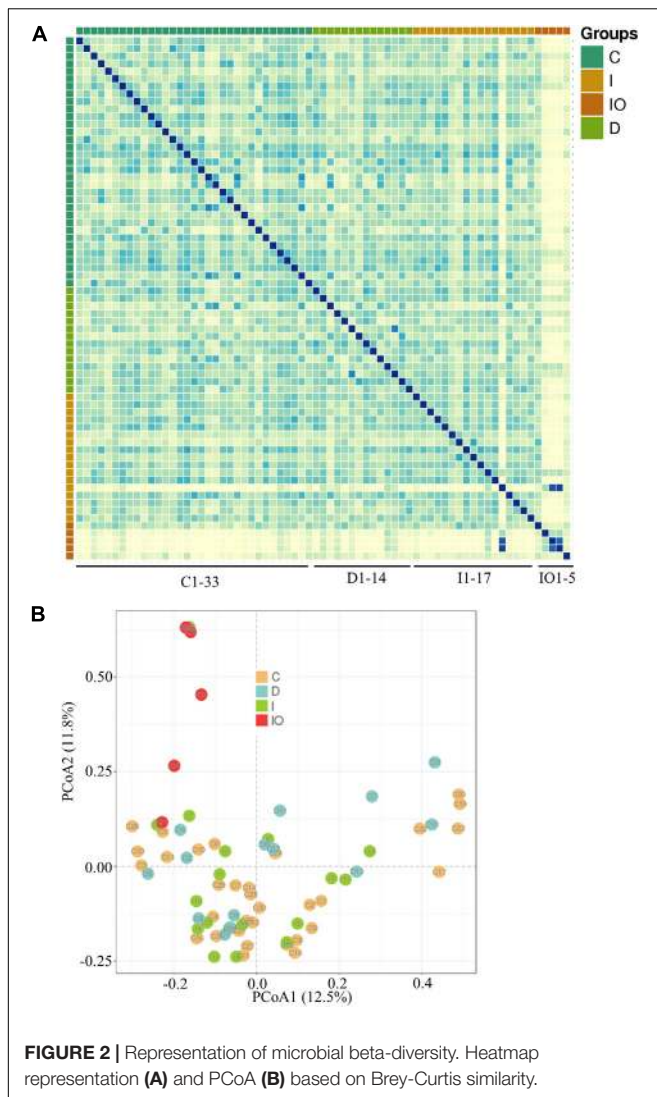 A
Groups
C
I
IO
D
C1-33
D1-14
I1-17
IO1-5
B
PCoA2 (11.8%)
0.50
0.25
0.00
-0.25
C
D
I
IO
-0.2
0.0
0.2
0.4
PCoA1 (12.5%)
FIGURE 2 | Representation of microbial beta-diversity. Heatmap
representation (A) and PCoA (B) based on Brey-Curtis similarity.